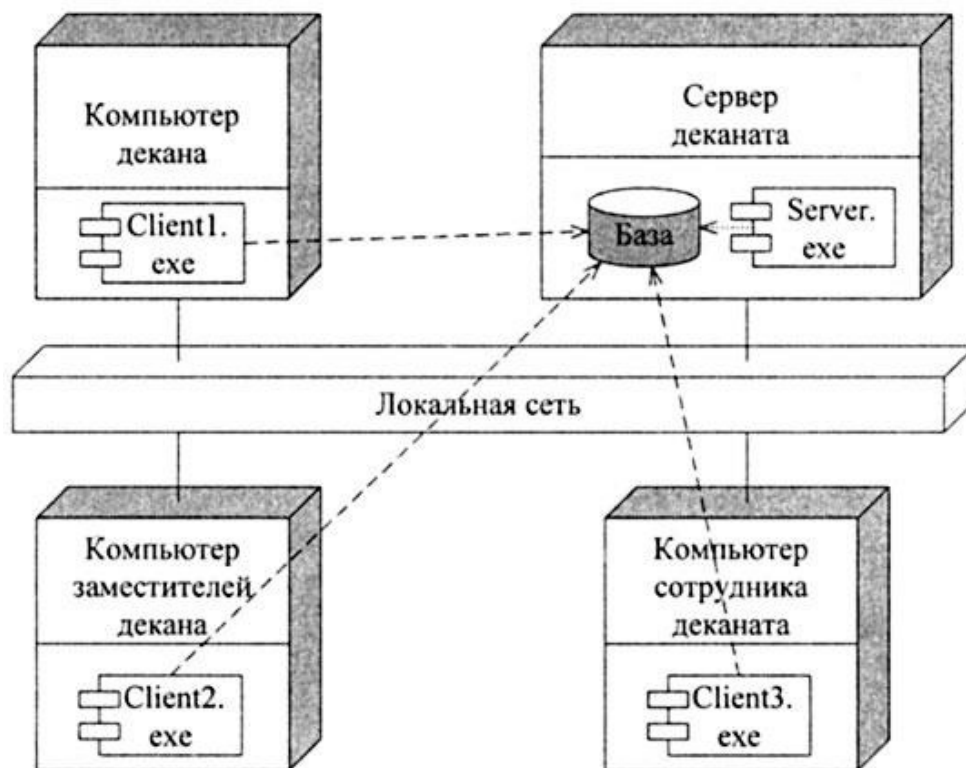 Компьютер
декана
Client1.
exe
Сервер
деканата
База
Server.
exe
Локальная сеть
Компьютер
заместителей
декана
Client2.
exe
Компьютер
сотрудника
деканата
Client3.
exe